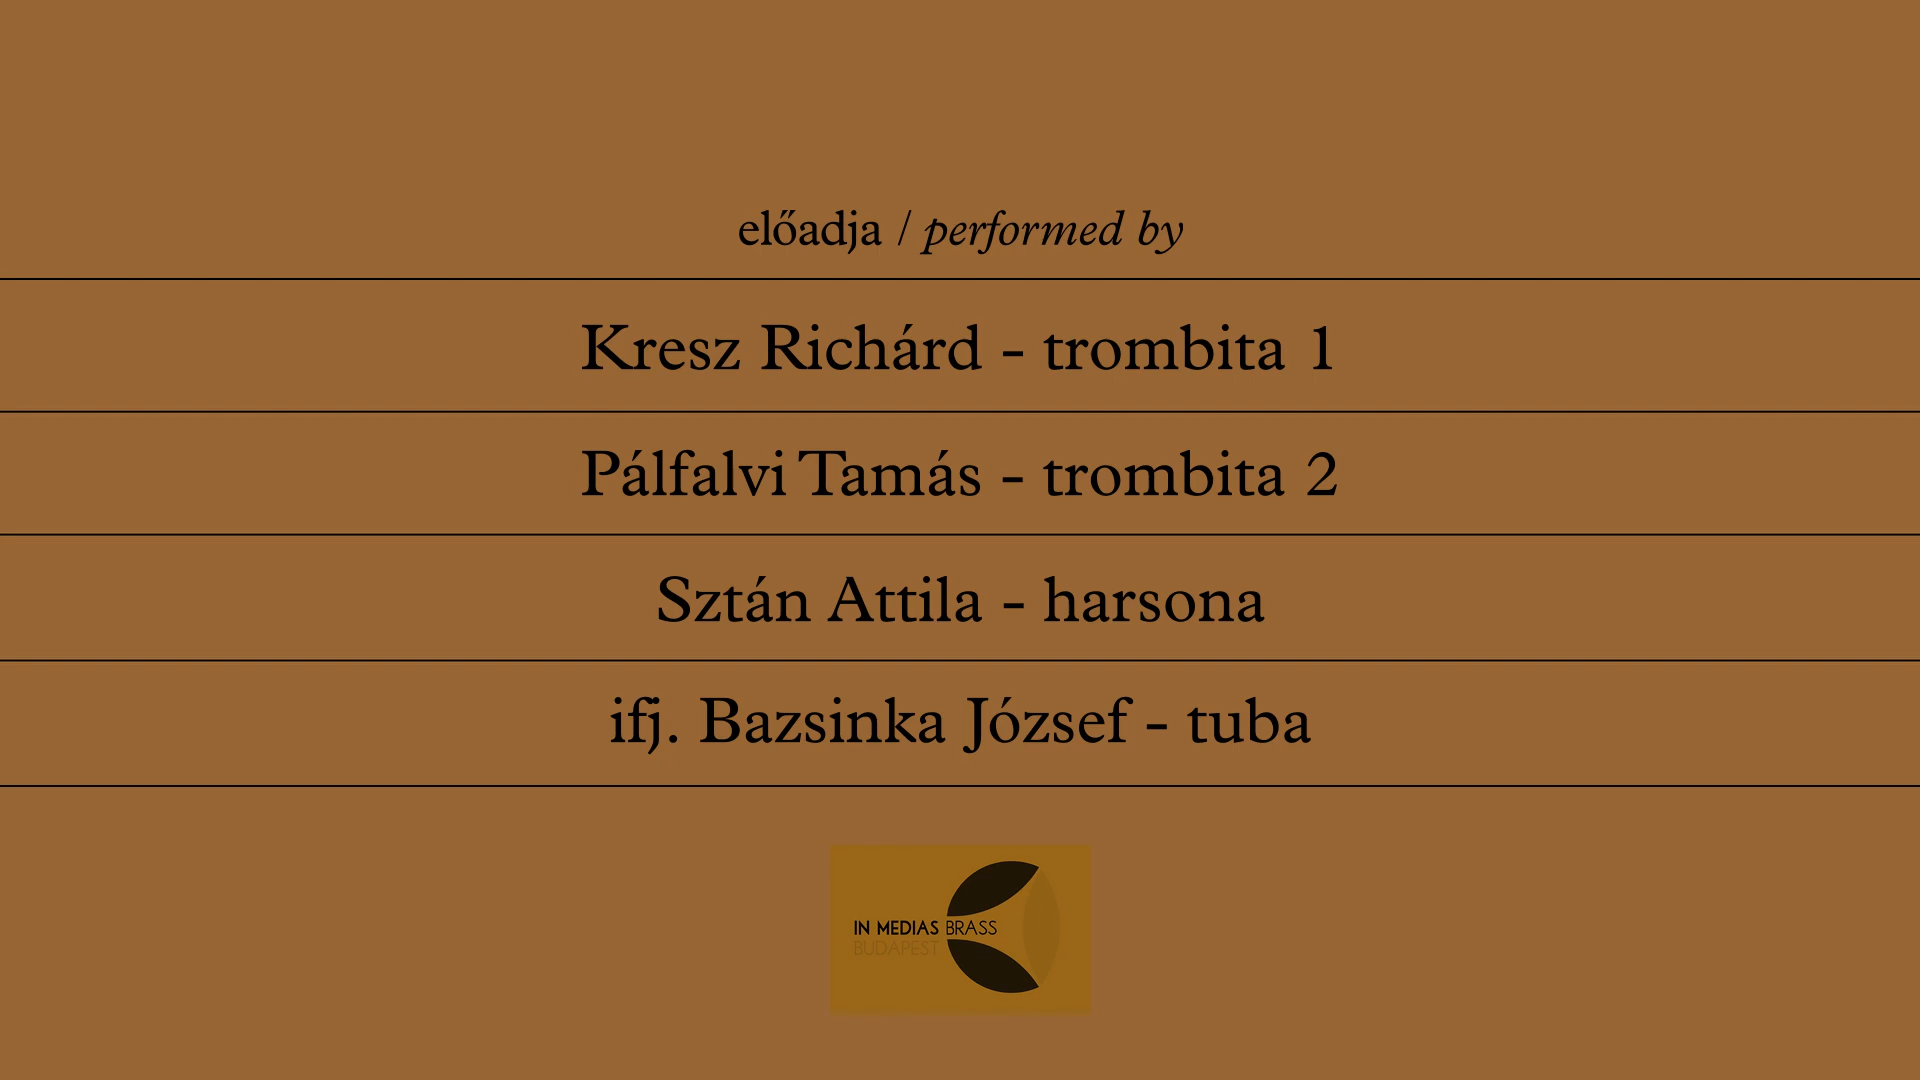 előadja / performed by
Kresz Richárd - trombita 1
Pálfalvi Tamás - trombita 2
Sztán Attila - harsona
ifj. Bazsinka József - tuba
IN MEDIAS BRASS
BUDAPEST